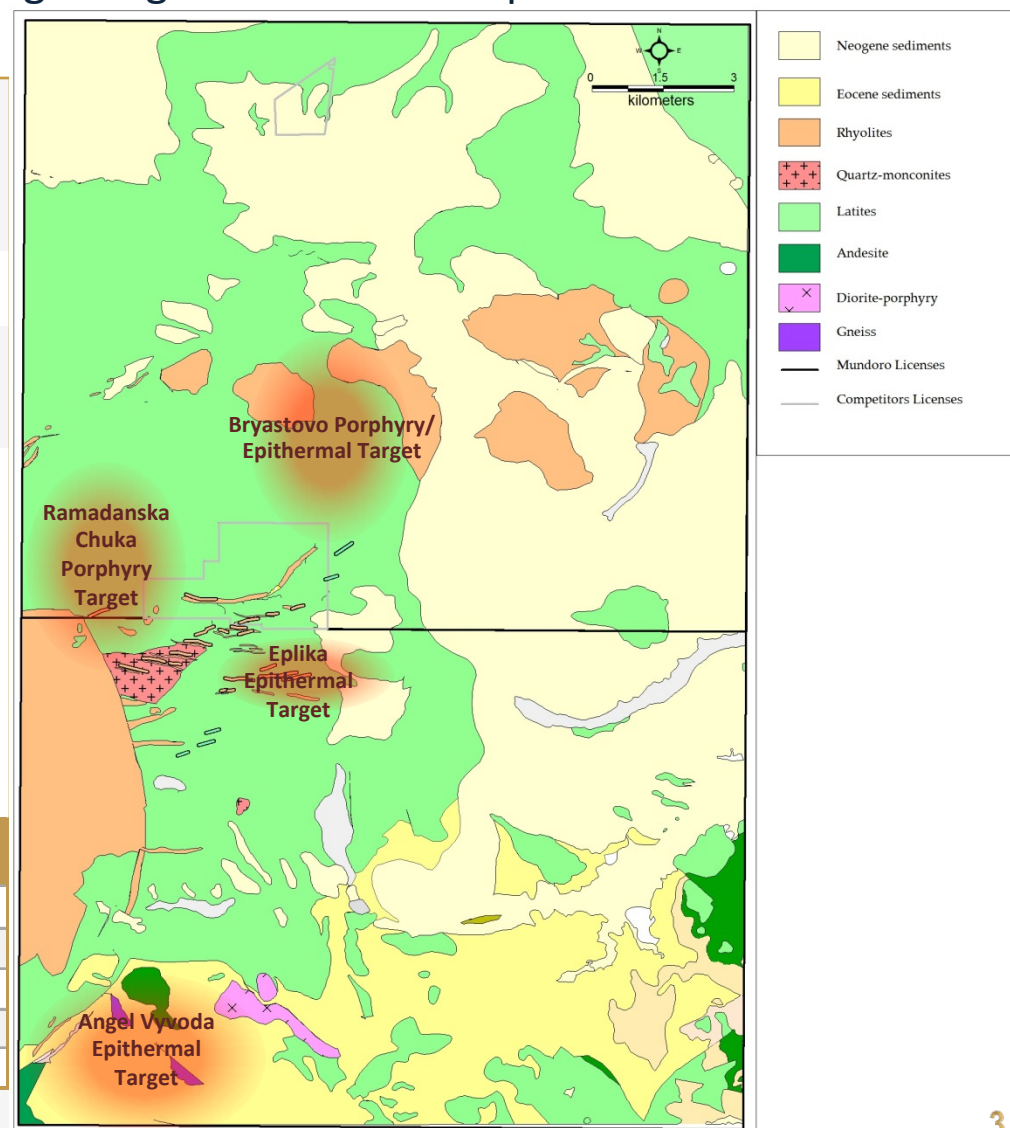 N
W E
S
0 1.5 3
kilometers
Neogene sediments
Eocene sediments
Rhyolites
Quartz-monconites
Latites
Andesite
Diorite-porphyry
Gneiss
Mundoro Licenses
Competitors Licenses
Bryastovo Porphyry/
Epithermal Target
Ramadanska
Chuka
Porphyry
Target
Eplika
Epithermal
Target
Angel Vyvoda
Epithermal
Target
3